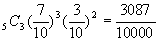 ₅C₃(7/10)³(3/10)² = 3087/10000